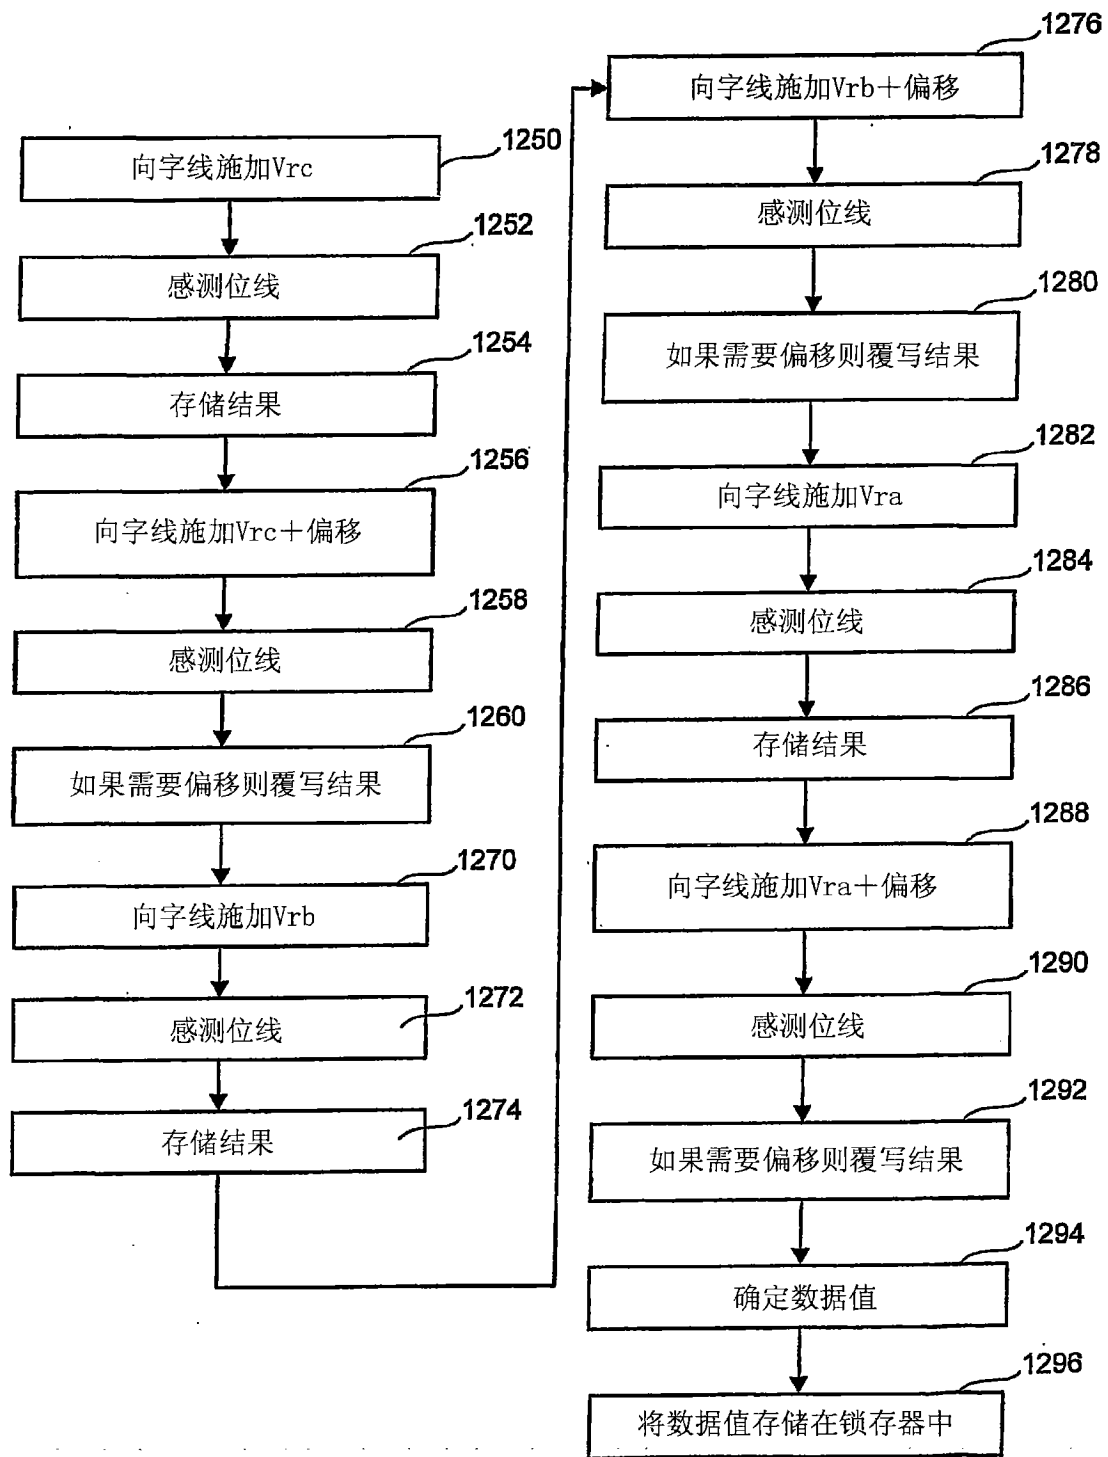 1250
向字线施加Vrc
1252
感测位线
1254
存储结果
1256
向字线施加Vrc＋偏移
1258
感测位线
1260
如果需要偏移则覆写结果
1270
向字线施加Vrb
1272
感测位线
1274
存储结果
1276
向字线施加Vrb＋偏移
1278
感测位线
1280
如果需要偏移则覆写结果
1282
向字线施加Vra
1284
感测位线
1286
存储结果
1288
向字线施加Vra＋偏移
1290
感测位线
1292
如果需要偏移则覆写结果
1294
确定数据值
1296
将数据值存储在锁存器中